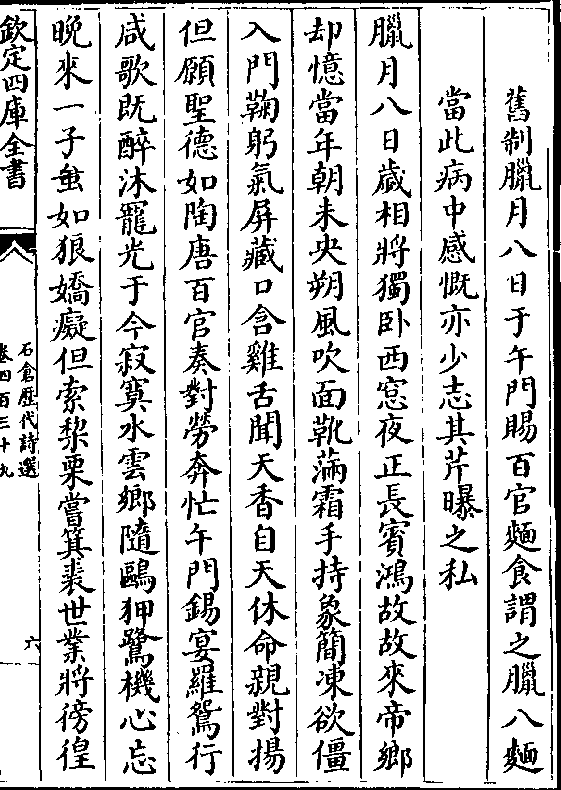 舊制臘月八日于午門賜百官麵食謂之臘八麵
當此病中感慨亦少志其芹曝之私
臘月八日歲相將獨卧西窓夜正長賓鴻故故來帝鄉
却憶當年朝未央朔風吹面靴滿霜手持象簡凍欲僵
入門鞠躬氣屏藏口含雞舌聞天香自天休命親對揚
但願聖德如陶唐百官奏對勞奔忙午門錫宴羅鴛行
咸歌既醉沐寵光于今寂寞水雲鄉隨鷗狎鷺機心忘
晩來一子䖝如狼嬌癡但索棃栗嘗箕裘世業將徬徨
欽定四庫全書
石倉歴代詩選
卷四百三十九
六